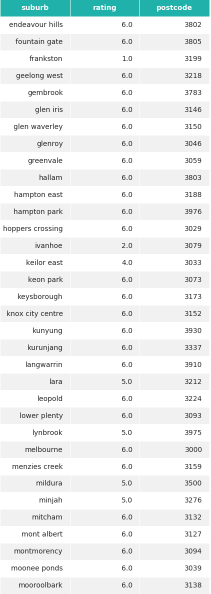 suburb rating postcode
endeavour hills 6.0 3802
fountain gate 6.0 3805
frankston 1.0 3199
geelong west 6.0 3218
gembrook 6.0 3783
glen iris 6.0 3146
glen waverley 6.0 3150
glenroy 6.0 3046
greenvale 6.0 3059
hallam 6.0 3803
hampton east 6.0 3188
hampton park 6.0 3976
hoppers crossing 6.0 3029
ivanhoe 2.0 3079
keilor east 4.0 3033
keon park 6.0 3073
keysborough 6.0 3173
knox city centre 6.0 3152
kunyung 6.0 3930
kurunjang 6.0 3337
langwarrin 6.0 3910
lara 5.0 3212
leopold 6.0 3224
lower plenty 6.0 3093
lynbrook 5.0 3975
melbourne 6.0 3000
menzies creek 6.0 3159
mildura 5.0 3500
minjah 5.0 3276
mitcham 6.0 3132
mont albert 6.0 3127
montmorency 6.0 3094
moonee ponds 6.0 3039
mooroolbark 6.0 3138